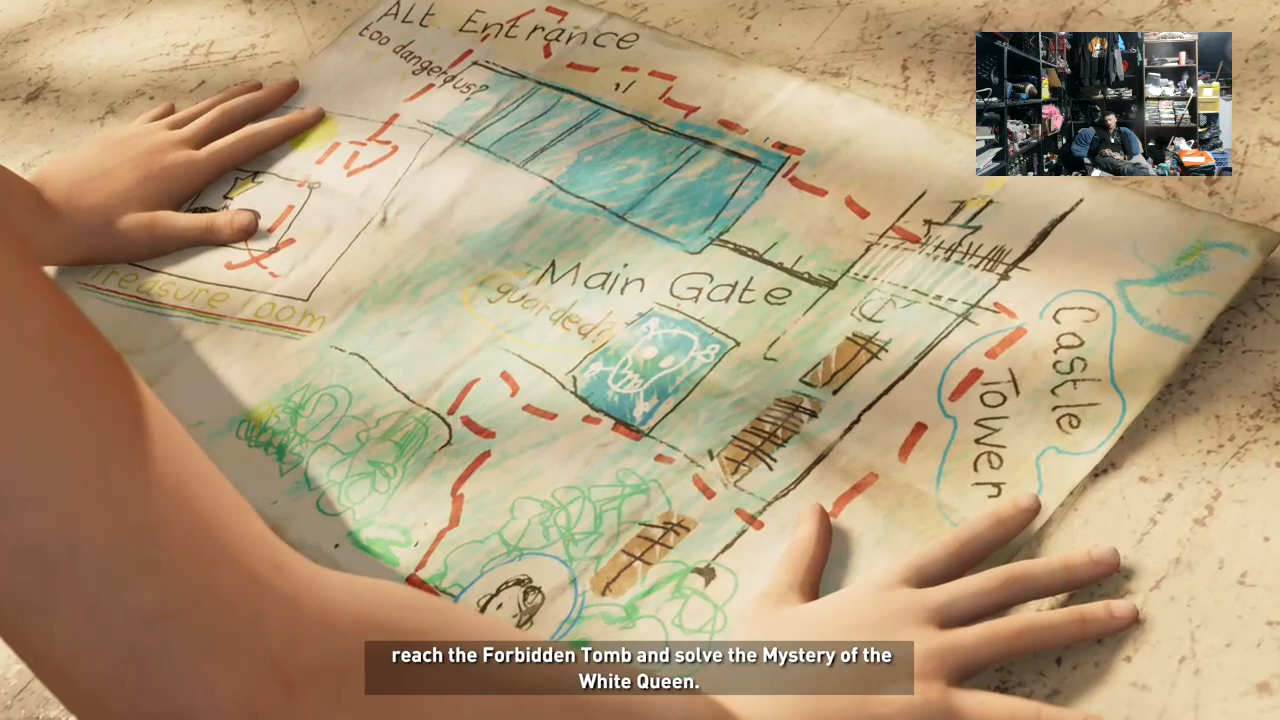 Alt. Entrance
too dangerous?
Treasure room
Main Gate
guarded?
Castle
Tower
reach the Forbidden Tomb and solve the Mystery of the
White Queen.